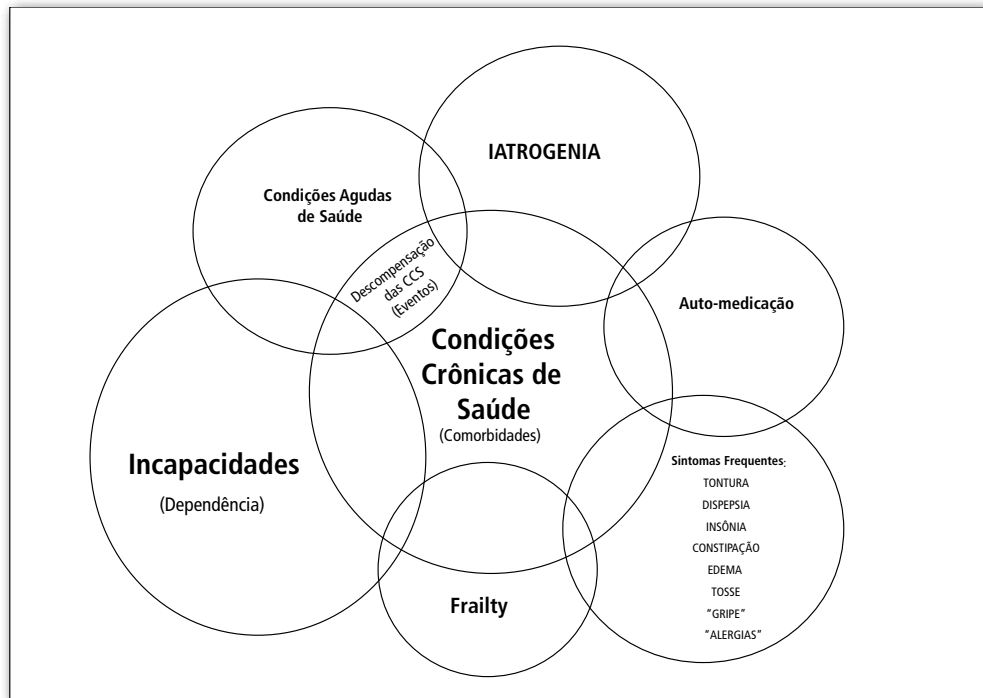 IATROGENIA
Condições Agudas
de Saúde
Descompensação
das CCS
(Eventos)
Auto-medicação
Condições
Crônicas de
Saúde
(Comorbidades)
Incapacidades
(Dependência)
Sintomas Frequentes:
TONTURA
DISPEPSIA
INSÔNIA
CONSTIPAÇÃO
EDEMA
TOSSE
"GRIPE"
"ALERGIAS"
Frailty